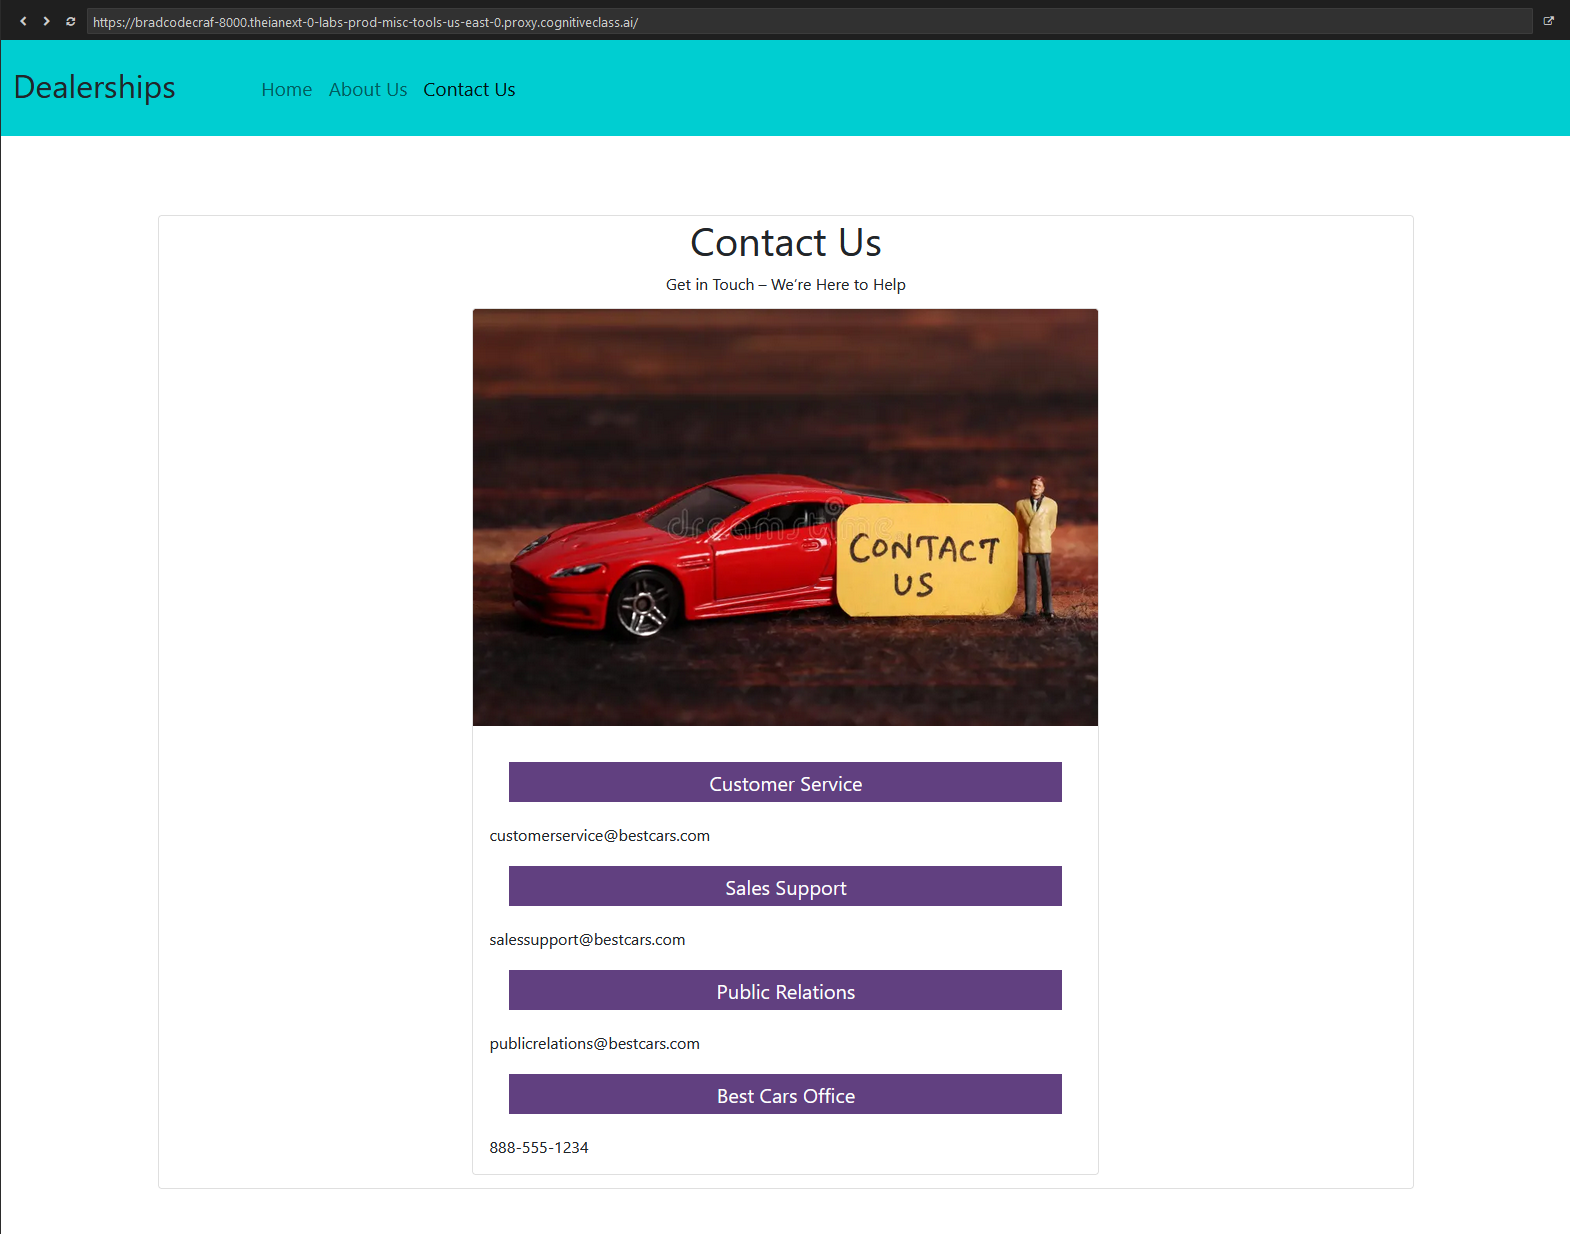 https://bradcodecraf-8000.theianext-0-labs-prod-misc-tools-us-east-0.proxy.cognitiveclass.ai/
Dealerships
Home About Us Contact Us
Contact Us
Get in Touch – We’re Here to Help
dreamstime
CONTACT
US
Customer Service
customerservice@bestcars.com
Sales Support
salessupport@bestcars.com
Public Relations
publicrelations@bestcars.com
Best Cars Office
888-555-1234